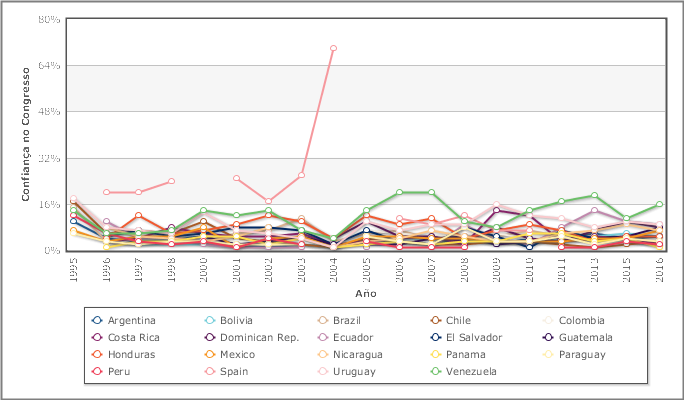 80%
64%
48%
32%
16%
0%
Confiança no Congresso
1995 1996 1997 1998 2000 2001 2002 2003 2004 2005 2006 2007 2008 2009 2010 2011 2013 2015 2016
Año
Argentina Bolivia Brazil Chile Colombia
Costa Rica Dominican Rep. Ecuador El Salvador Guatemala
Honduras Mexico Nicaragua Panama Paraguay
Peru Spain Uruguay Venezuela